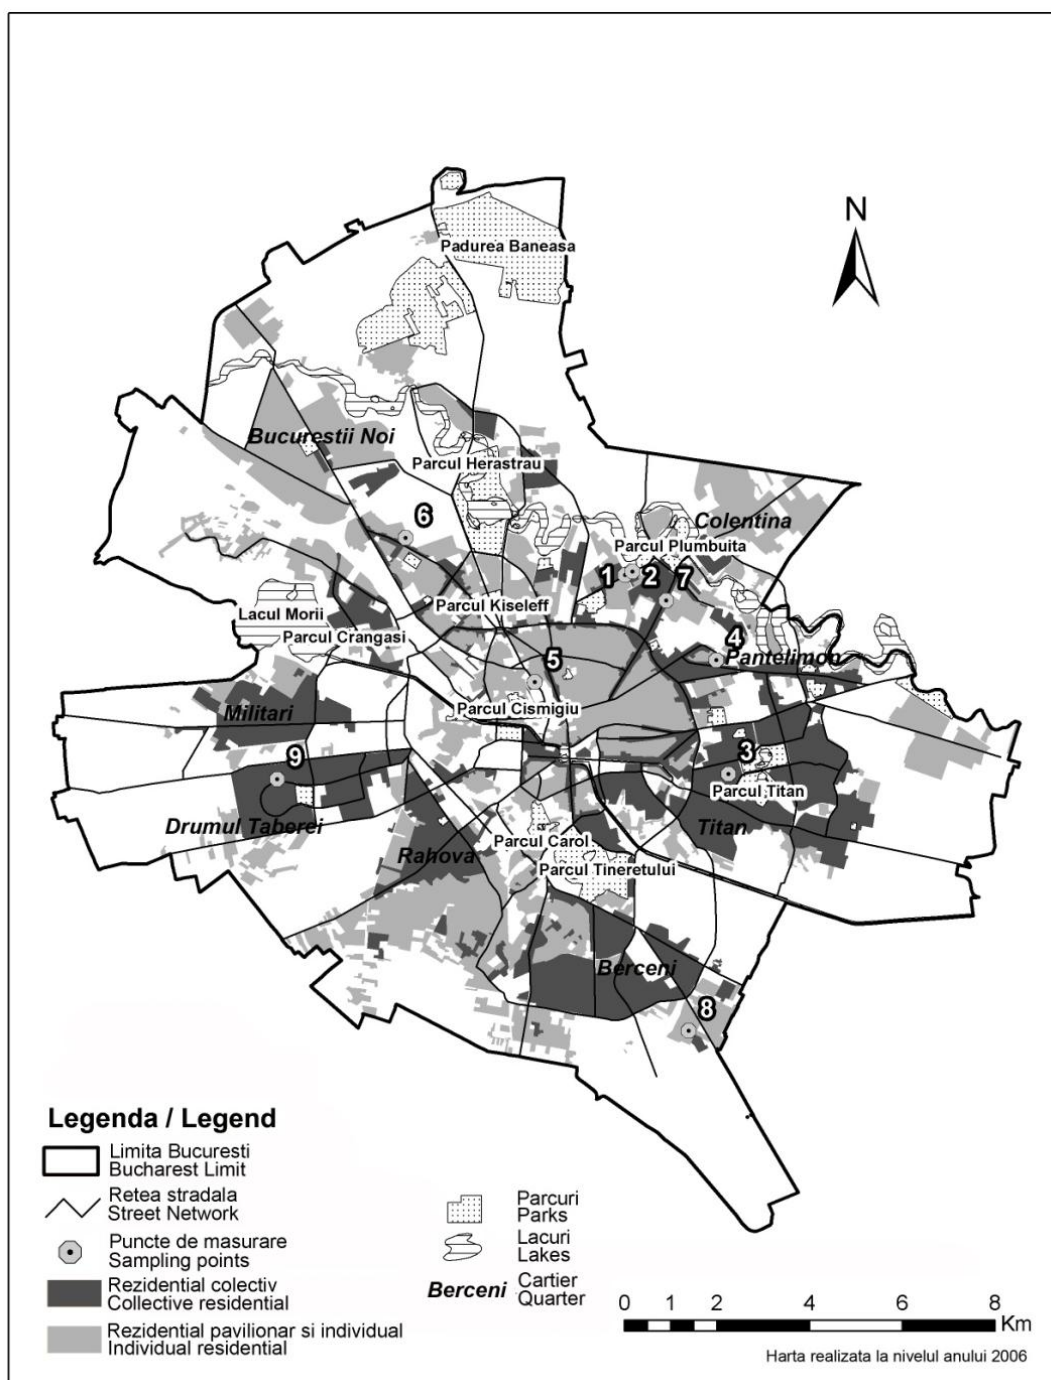 N
Padurea Baneasa
Bucurestii Noi
Parcul Herastrau
6
Colentina
Parcul Plumbuita
1
2
7
Parcul Kiseleff
Lacul Morii
Parcul Crangasi
4
Pantelimon
5
Parcul Cismigiu
Militari
9
3
Parcul Titan
Drumul Taberei
Titan
Parcul Carol
Rahova
Parcul Tineretului
Berceni
8
Legenda / Legend
Limita Bucuresti
Bucharest Limit
Retea stradala
Street Network
Puncte de masurare
Sampling points
Rezidential colectiv
Collective residential
Rezidential pavilionar si individual
Individual residential
Parcuri
Parks
Lacuri
Lakes
Berceni
Cartier
Quarter
0 1 2 4 6 8
Km
Harta realizata la nivelul anului 2006